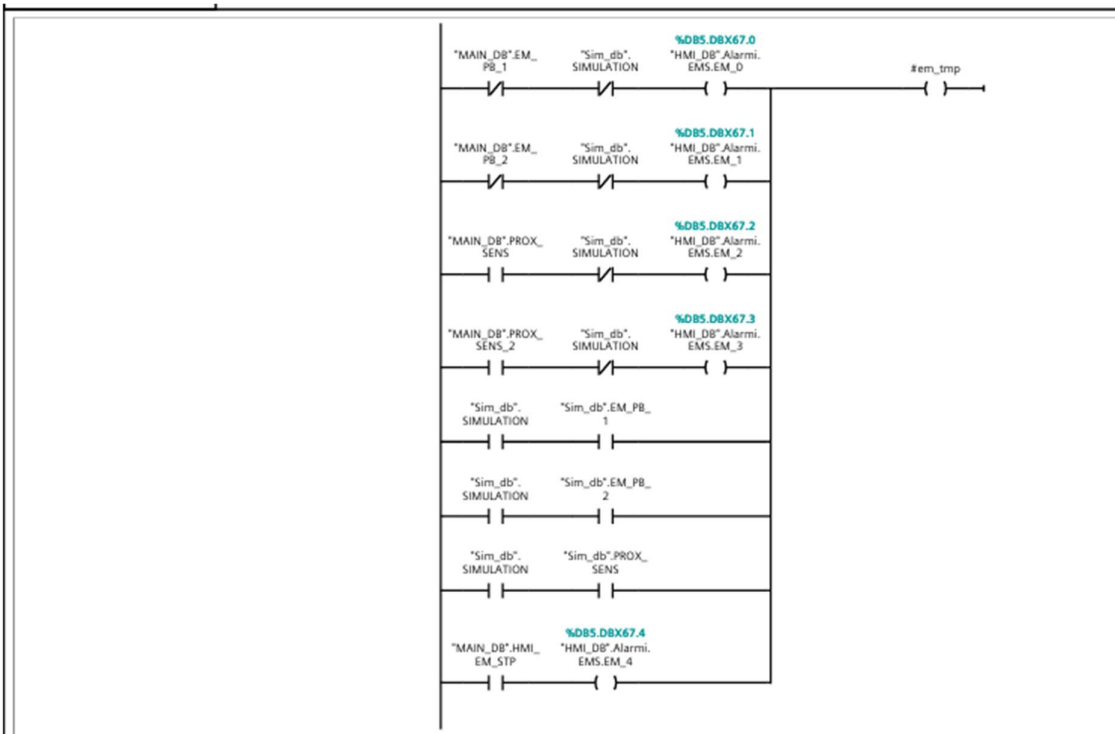 %DB5.DBX67.0
"MAIN_DB".EM_ "Sim_db". "HMI_DB".Alarmi.
PB_1 SIMULATION EMS.EM_0
#em_tmp
%DB5.DBX67.1
"MAIN_DB".EM_ "Sim_db". "HMI_DB".Alarmi.
PB_2 SIMULATION EMS.EM_1
%DB5.DBX67.2
"MAIN_DB".PROX_ "Sim_db". "HMI_DB".Alarmi.
SENS SIMULATION EMS.EM_2
%DB5.DBX67.3
"MAIN_DB".PROX_ "Sim_db". "HMI_DB".Alarmi.
SENS_2 SIMULATION EMS.EM_3
"Sim_db". "Sim_db".EM_PB_
SIMULATION 1
"Sim_db". "Sim_db".EM_PB_
SIMULATION 2
"Sim_db". "Sim_db".PROX_
SIMULATION SENS
%DB5.DBX67.4
"MAIN_DB".HMI_ "HMI_DB".Alarmi.
EM_STP EMS.EM_4